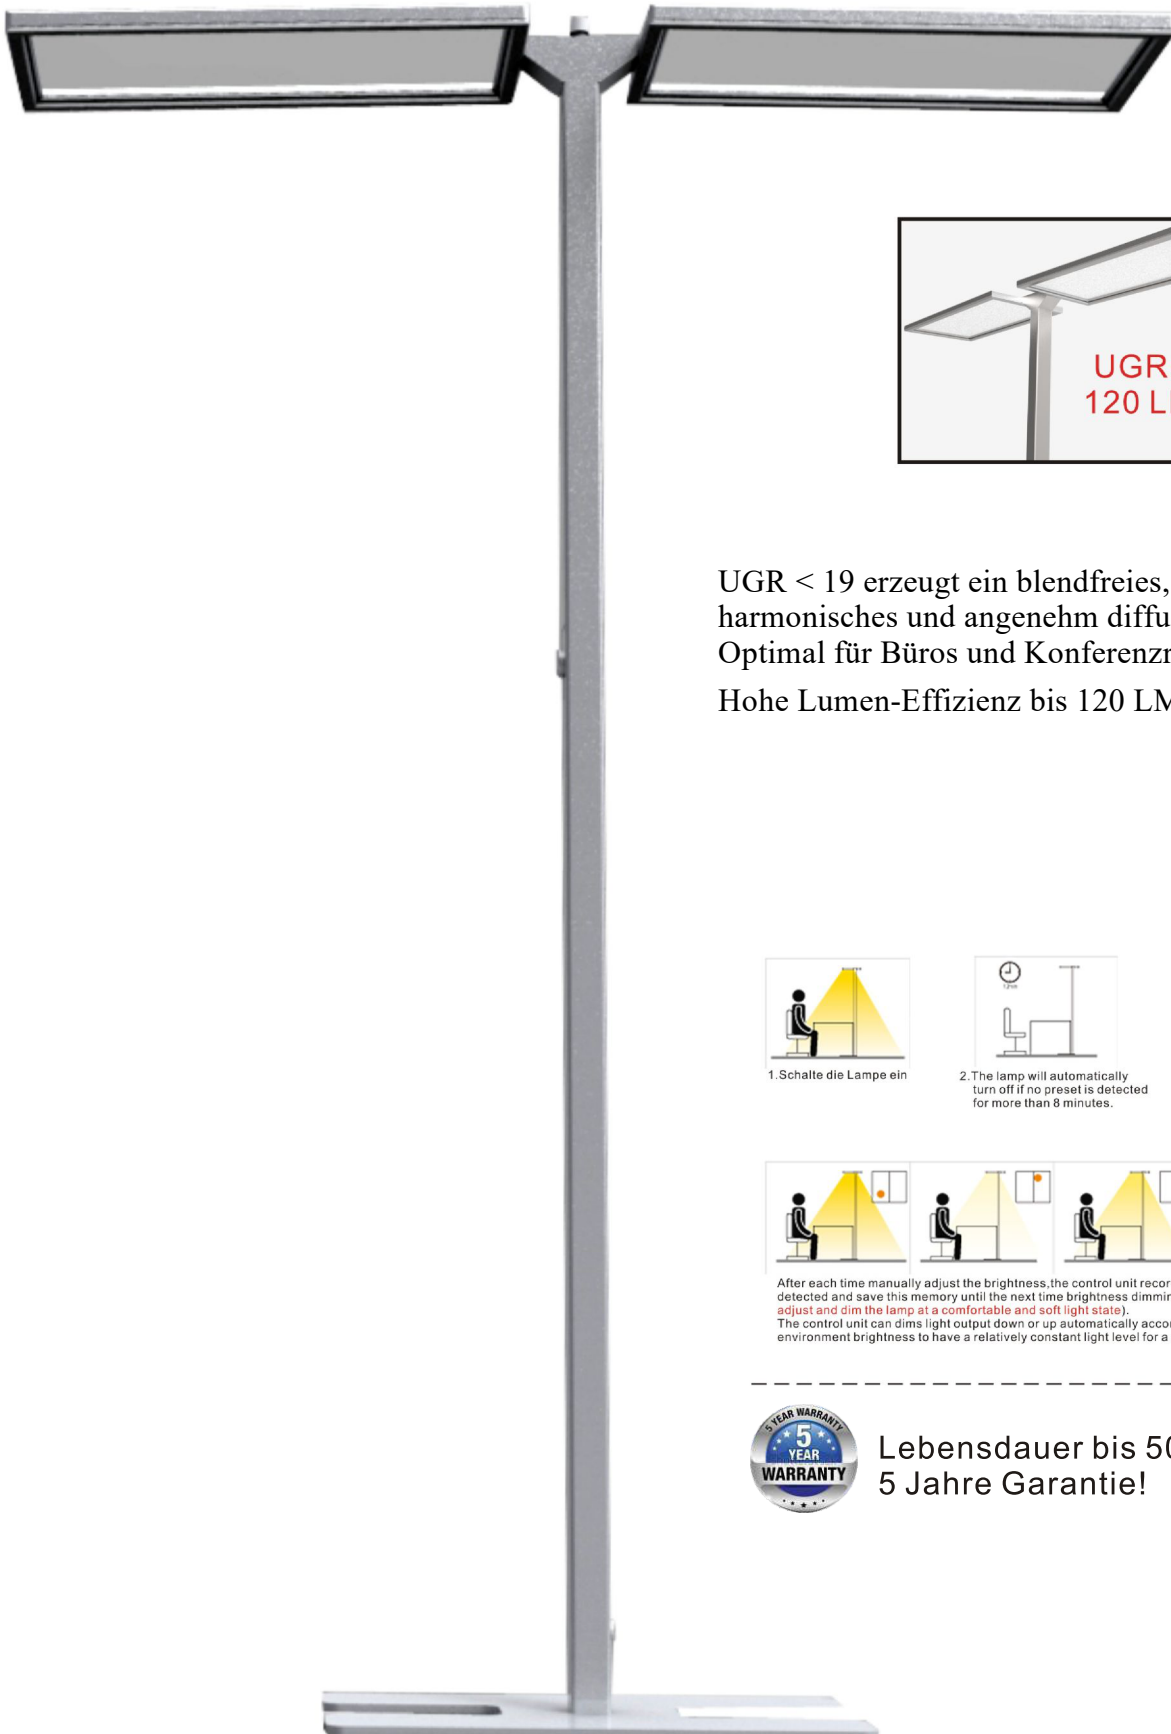 UGR
120 L
UGR < 19 erzeugt ein blendfreies,
harmonisches und angenehm diffu
Optimal für Büros und Konferenzr
Hohe Lumen-Effizienz bis 120 LM
1.Schalte die Lampe ein
2.The lamp will automatically
turn off if no preset is detected
for more than 8 minutes.
After each time manually adjust the brightness,the control unit recor
detected and save this memory until the next time brightness dimmin
adjust and dim the lamp at a comfortable and soft light state).
The control unit can dims light output down or up automatically accor
environment brightness to have a relatively constant light level for a
5 YEAR WARRANTY
5
YEAR
WARRANTY
Lebensdauer bis 50
5 Jahre Garantie!